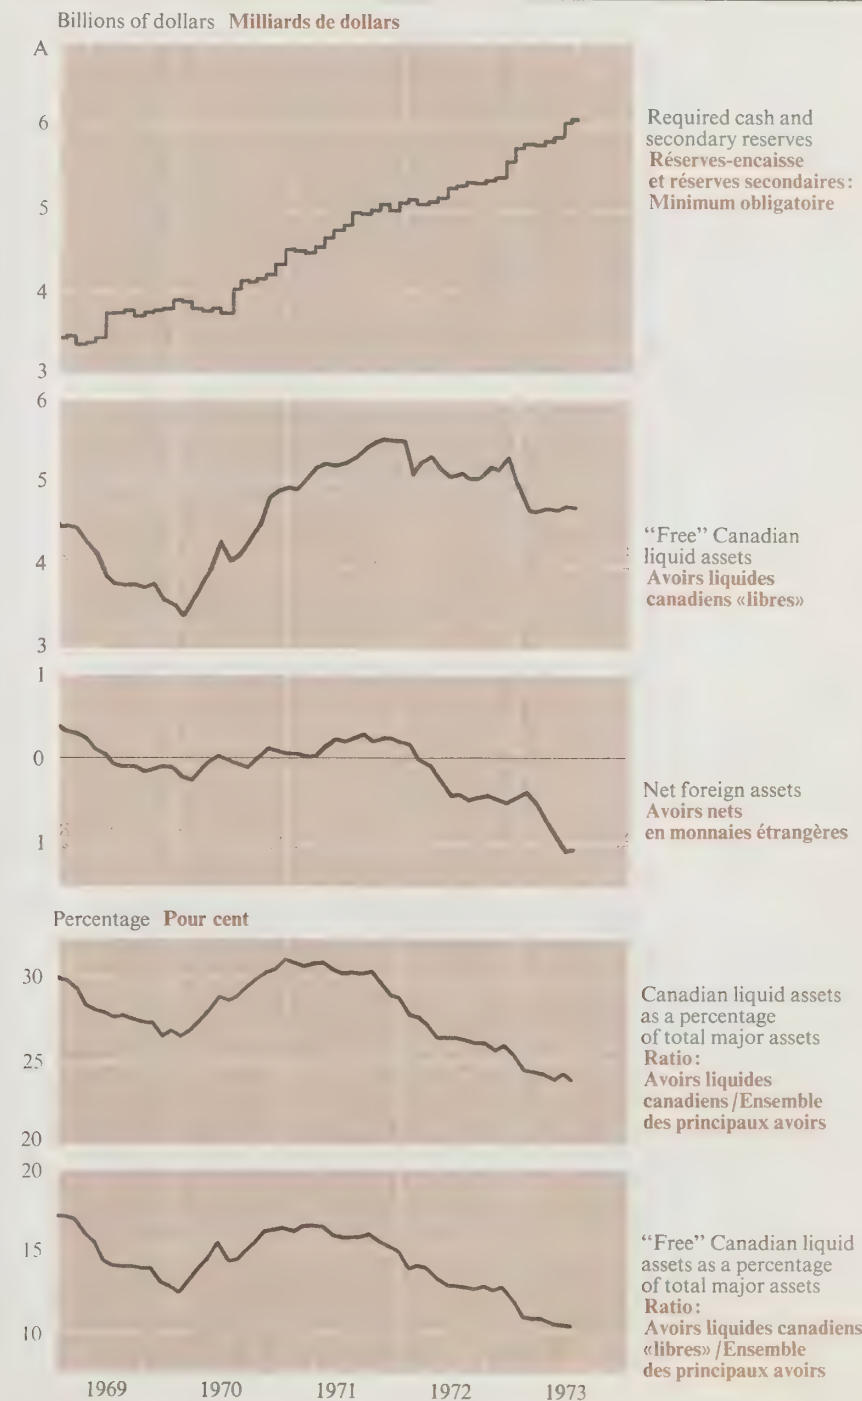 Billions of dollars Milliards de dollars
A
6
5
4
3
Required cash and
secondary reserves
Réserves-encaisse
et réserves secondaires:
Minimum obligatoire
6
5
4
3
"Free" Canadian
liquid assets
Avoirs liquides
canadiens «libres»
1
0
1
Net foreign assets
Avoirs nets
en monnaies étrangères
Percentage Pour cent
30
25
20
Canadian liquid assets
as a percentage
of total major assets
Ratio:
Avoirs liquides
canadiens/Ensemble
des principaux avoirs
20
15
10
"Free" Canadian liquid
assets as a percentage
of total major assets
Ratio:
Avoirs liquides canadiens
«libres»/Ensemble
des principaux avoirs
1969 1970 1971 1972 1973